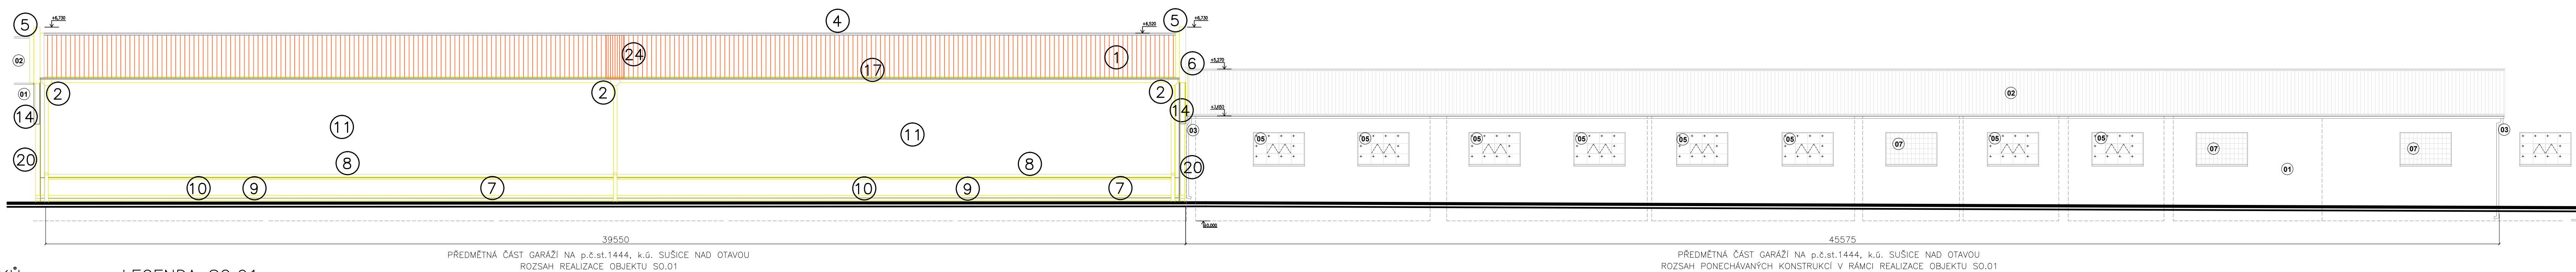 5 +6,730 4 +6,520 5 +6,730
02 24 1 6
17 +5,270
01 2 2 2 02
14 14 +3,650
11 11 03 05 05 05 05 05 05 07 05 05 07 07 03
20 8 8 20 01
10 9 7 10 9 7
±0,000
39550 45575
PŘEDMĚTNÁ ČÁST GARÁŽÍ NA p.č.st.1444, k.ú. SUŠICE NAD OTAVOU
ROZSAH REALIZACE OBJEKTU SO.01
PŘEDMĚTNÁ ČÁST GARÁŽÍ NA p.č.st.1444, k.ú. SUŠICE NAD OTAVOU
ROZSAH PONECHÁVANÝCH KONSTRUKCÍ V RÁMCI REALIZACE OBJEKTU SO.01
LEGENDA SO.01